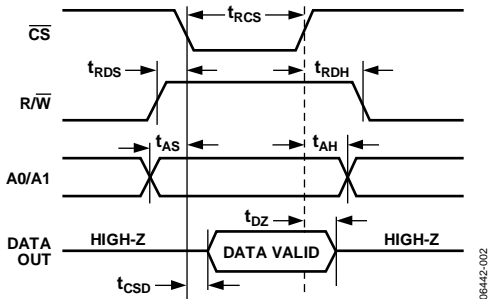 CS
tRCS
tRDS
tRDH
R/W
tAS
tAH
A0/A1
tDZ
DATA OUT
HIGH-Z
DATA VALID
HIGH-Z
tCSD
06442-002